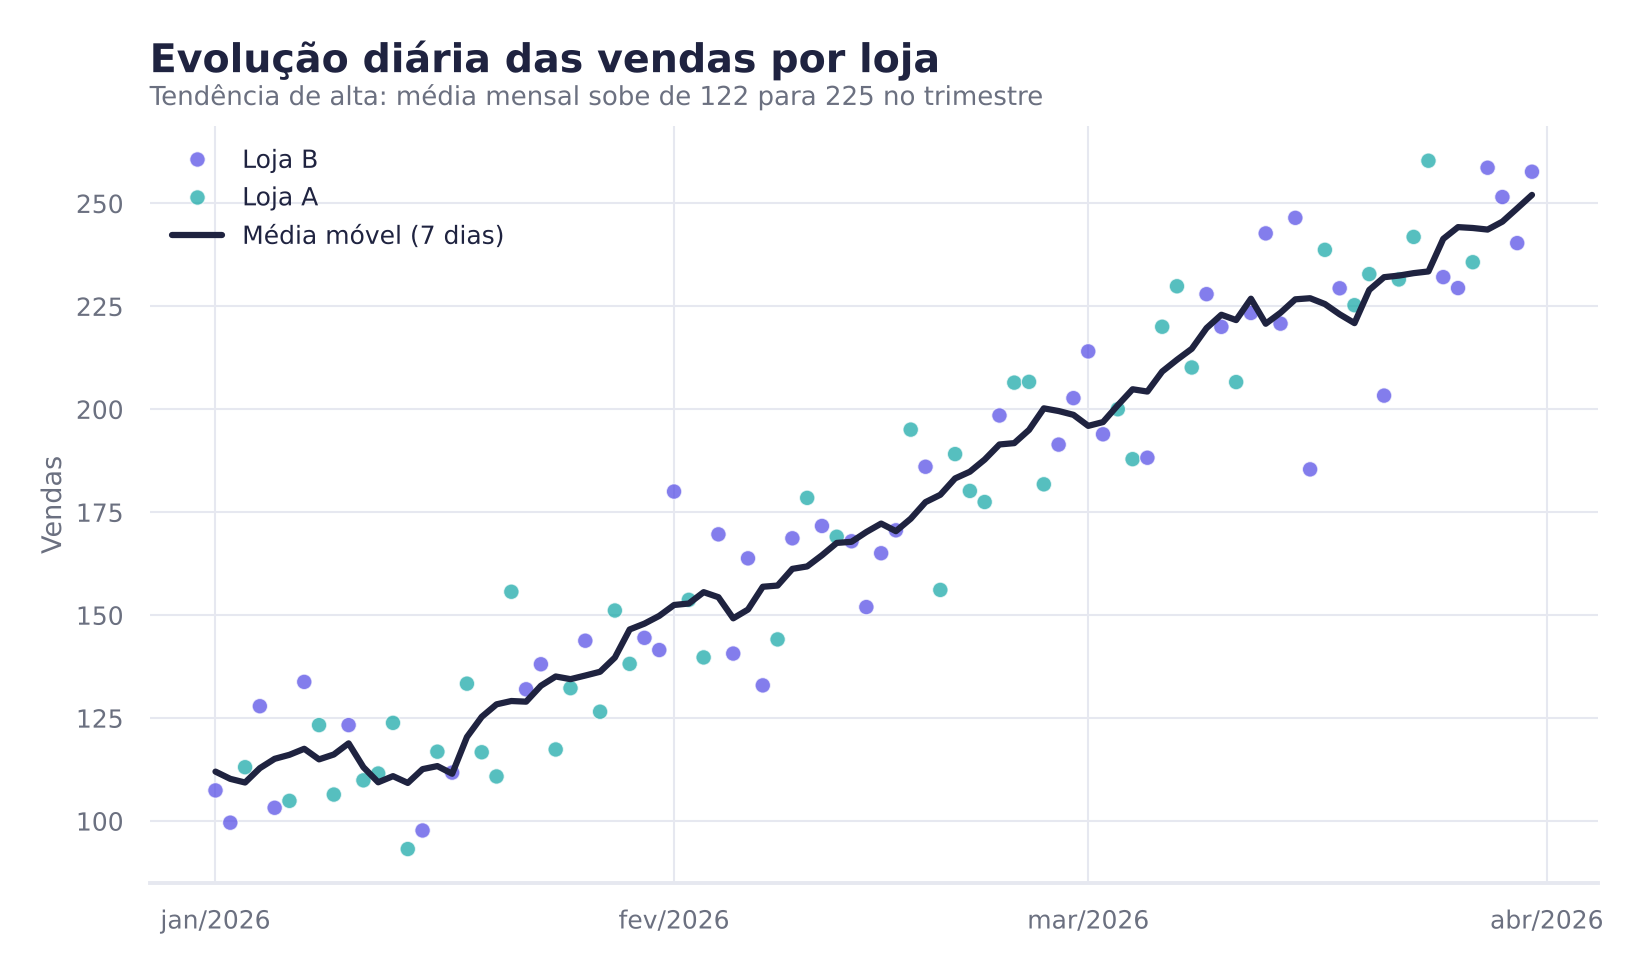 Evolução diária das vendas por loja
Tendência de alta: média mensal sobe de 122 para 225 no trimestre
Loja B
Loja A
Média móvel (7 dias)
Vendas
250
225
200
175
150
125
100
jan/2026
fev/2026
mar/2026
abr/2026